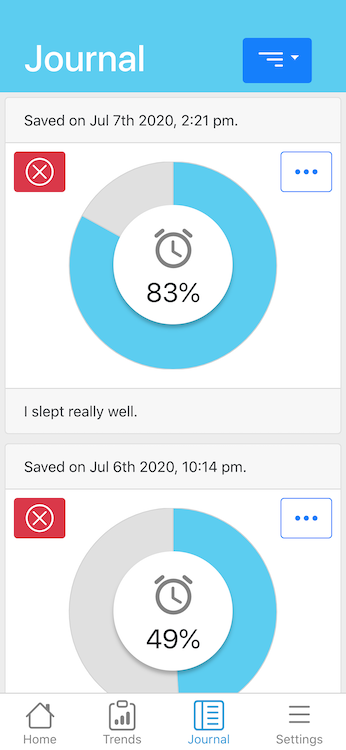 Journal
Saved on Jul 7th 2020, 2:21 pm.
83%
I slept really well.
Saved on Jul 6th 2020, 10:14 pm.
49%
Home
Trends
Journal
Settings